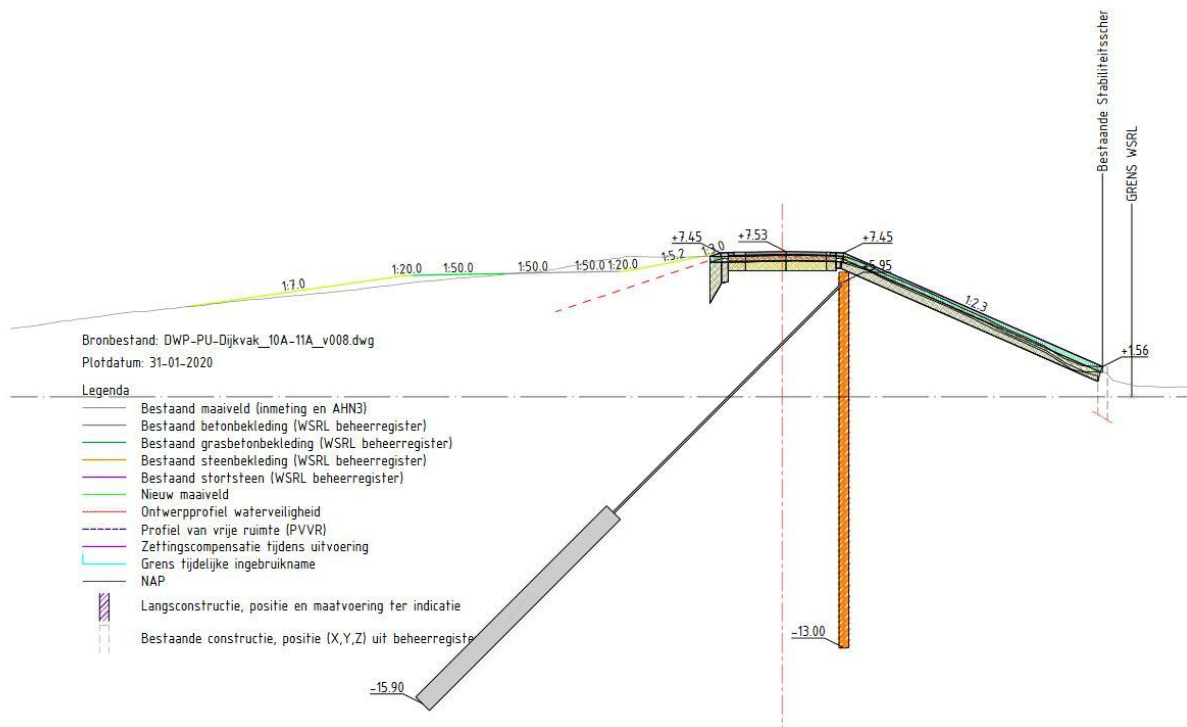 Bestaande Stabiliteitsscher
GRENS WSRL
+7.45
+7.53
+7.45
1:3.0
1:5.2
5.95
1:20.0
1:50.0
1:50.0
1:50.0
1:20.0
1:7.0
1:2.3
+1.56
Bronbestand: DWP-PU-Dijkvak_10A-11A_v008.dwg
Plotdatum: 31-01-2020
Legenda
Bestaand maaiveld (inmeting en AHN3)
Bestaand betonbekleding (WSRL beheerregister)
Bestaand grasbetonbekleding (WSRL beheerregister)
Bestaand steenbekleding (WSRL beheerregister)
Bestaand stortsteen (WSRL beheerregister)
Nieuw maaiveld
Ontwerpprofiel waterveiligheid
Profiel van vrije ruimte (PVVR)
Zettingscompensatie tijdens uitvoering
Grens tijdelijke ingebruikname
NAP
Langsconstructie, positie en maatvoering ter indicatie
Bestaande constructie, positie (X,Y,Z) uit beheerregiste
-13.00
-15.90